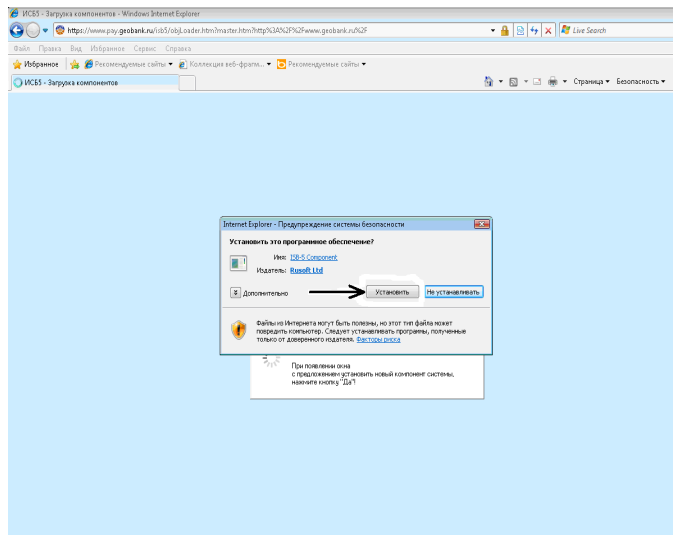 ИСБ5 - Загрузка компонентов - Windows Internet Explorer
https://www.pay.geobank.ru/isb5/objLoader.htm?master.htm?http%3A%2F%2Fwww.geobank.ru%2F
Live Search
Файл Правка Вид Избранное Сервис Справка
Избранное Рекомендуемые сайты Коллекция веб-фрагм... Рекомендуемые сайты
ИСБ5 - Загрузка компонентов Страница Безопасность
Internet Explorer - Предупреждение системы безопасности
Установить это программное обеспечение?
Имя: ISB-5 Component
Издатель: Rusoft Ltd
Дополнительно Установить Не устанавливать
Файлы из Интернета могут быть полезны, но этот тип файла может
повредить компьютер. Следует устанавливать программы, полученные
только от доверенного издателя. Факторы риска
При появлении окна
с предложением установить новый компонент системы,
нажмите кнопку "Да"!